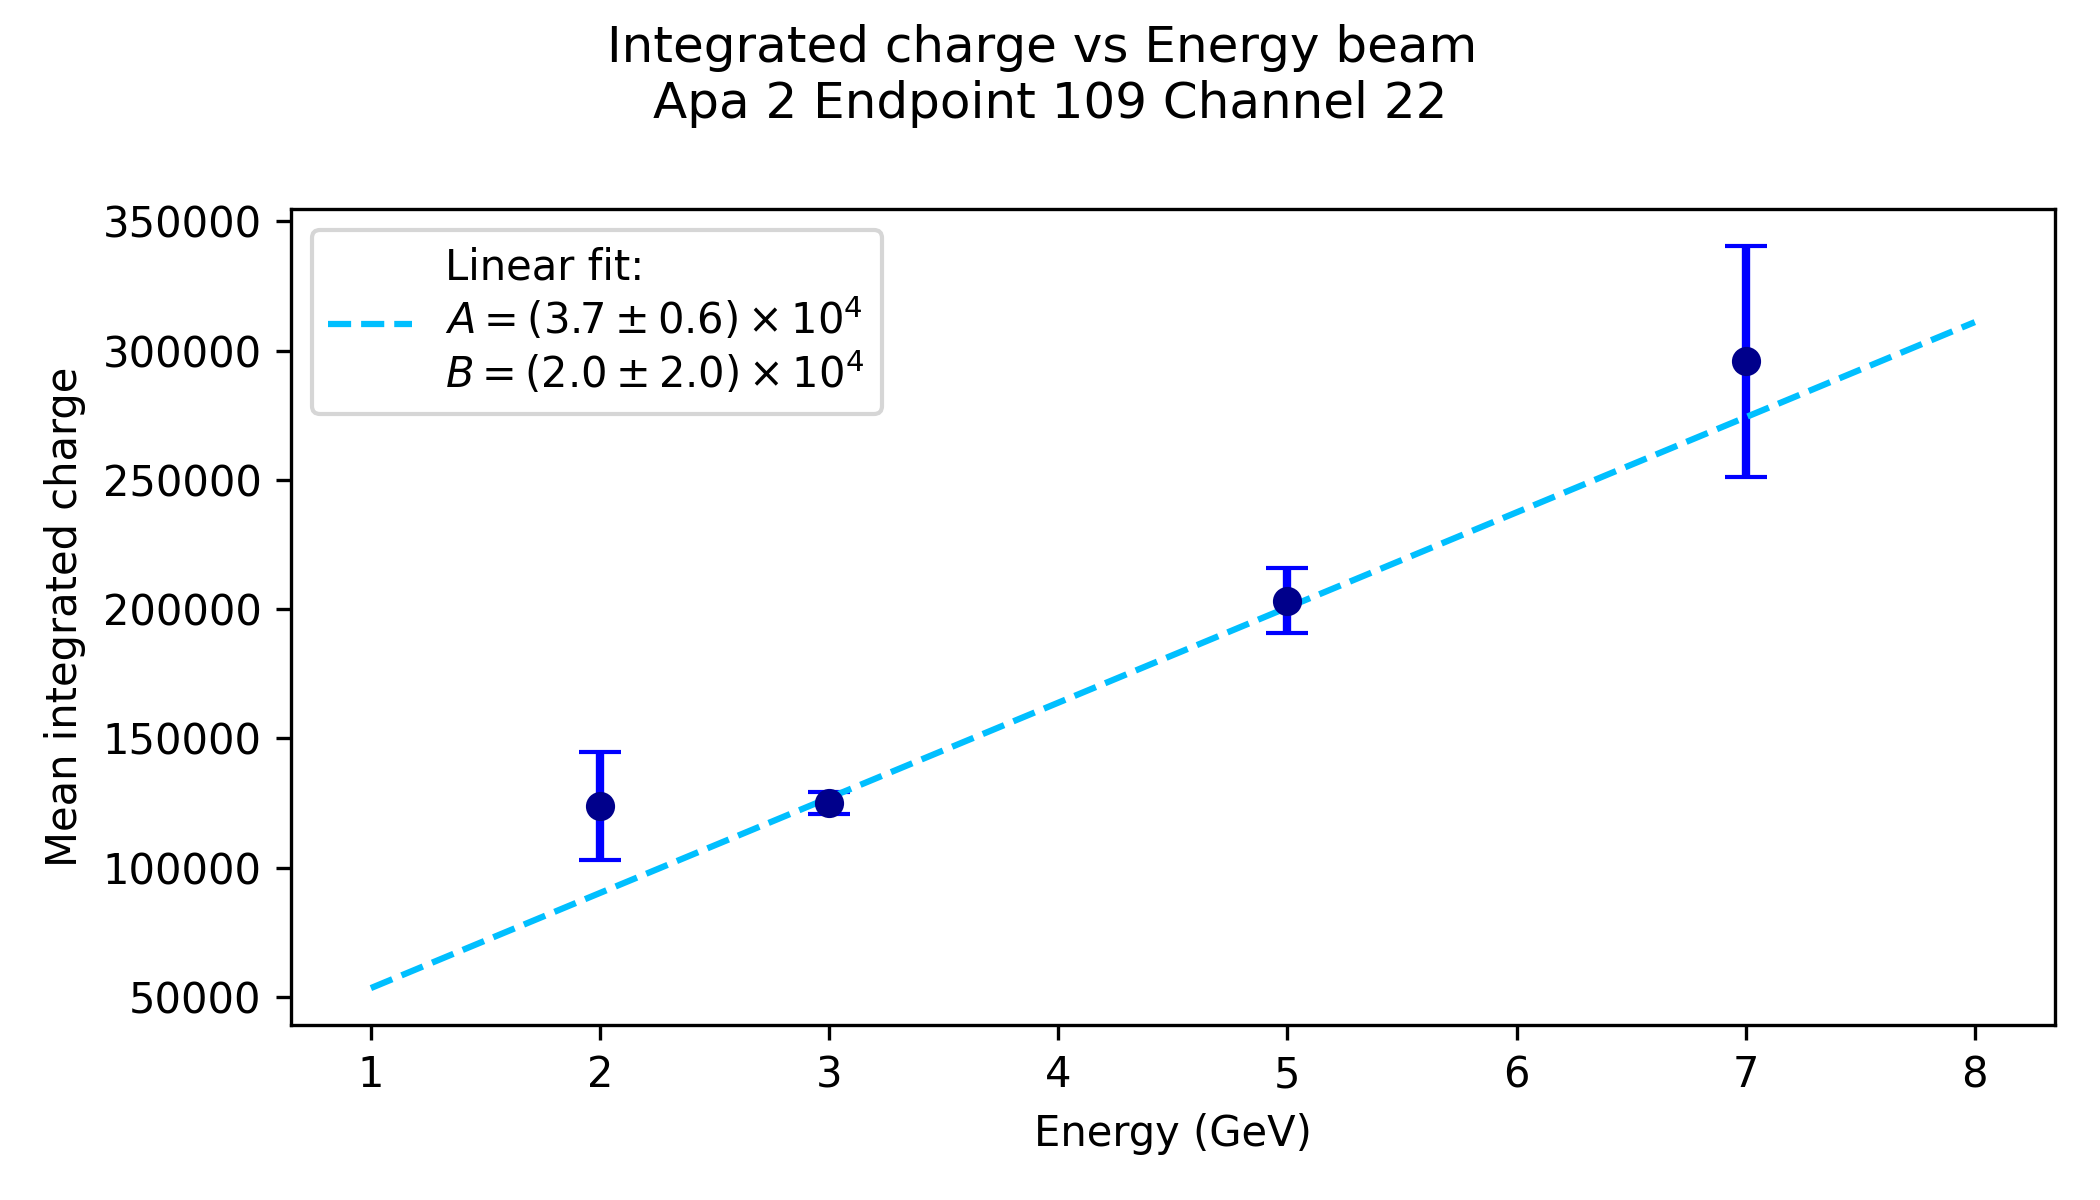 Integrated charge vs Energy beam
Apa 2 Endpoint 109 Channel 22
350000
300000
250000
200000
150000
100000
50000
Mean integrated charge
Linear fit:
A = (3.7 ± 0.6) × 10⁴
B = (2.0 ± 2.0) × 10⁴
1 2 3 4 5 6 7 8
Energy (GeV)